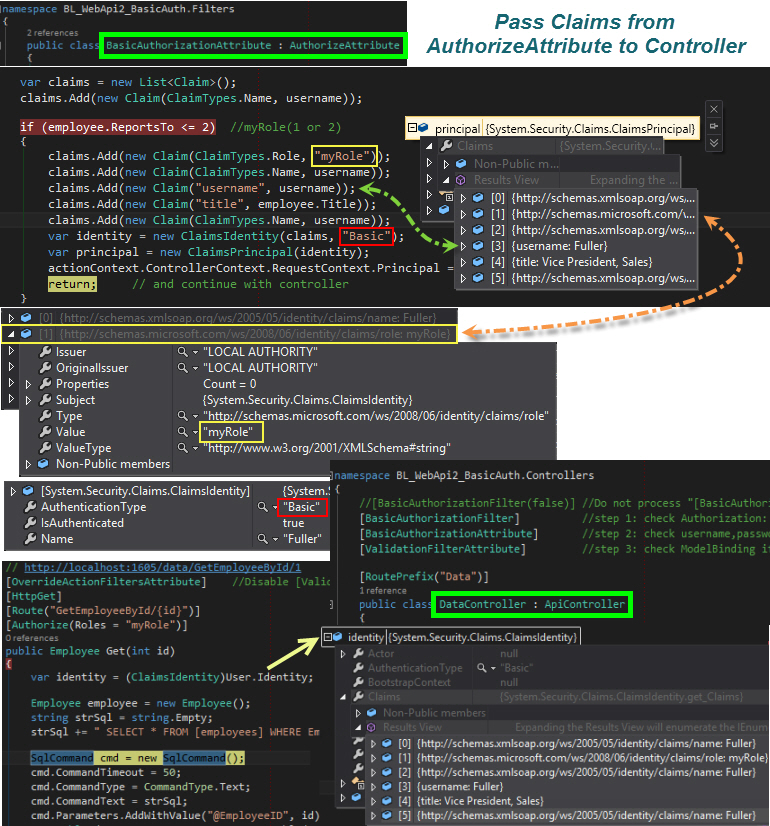 namespace BL_WebApi2_BasicAuth.Filters
{
2 references
public class BasicAuthorizationAttribute : AuthorizeAttribute
{
Pass Claims from
AuthorizeAttribute to Controller
var claims = new List<Claim>();
claims.Add(new Claim(ClaimTypes.Name, username));
if (employee.ReportsTo <= 2) //myRole(1 or 2)
{
claims.Add(new Claim(ClaimTypes.Role, "myRole"));
claims.Add(new Claim(ClaimTypes.Name, username));
claims.Add(new Claim("username", username));
claims.Add(new Claim("title", employee.Title));
claims.Add(new Claim(ClaimTypes.Name, username));
var identity = new ClaimsIdentity(claims, "Basic");
var principal = new ClaimsPrincipal(identity);
actionContext.ControllerContext.RequestContext.Principal =
return; // and continue with controller
}
principal {System.Security.Claims.ClaimsPrincipal}
Claims {System.Security.
Non-Public m...
Results View Expanding the ...
[0] {http://schemas.xmlsoap.org/ws,...
[1] {http://schemas.microsoft.com/w...
[2] {http://schemas.xmlsoap.org/ws,...
[3] {username: Fuller}
[4] {title: Vice President, Sales}
[5] {http://schemas.xmlsoap.org/ws,...
[0] {http://schemas.xmlsoap.org/ws/2005/05/identity/claims/name: Fuller}
[1] {http://schemas.microsoft.com/ws/2008/06/identity/claims/role: myRole}
Issuer "LOCAL AUTHORITY"
OriginalIssuer "LOCAL AUTHORITY"
Properties Count = 0
Subject {System.Security.Claims.ClaimsIdentity}
Type "http://schemas.microsoft.com/ws/2008/06/identity/claims/role"
Value "myRole"
ValueType "http://www.w3.org/2001/XMLSchema#string"
Non-Public members
[System.Security.Claims.ClaimsIdentity] {System.S
AuthenticationType "Basic"
IsAuthenticated true
Name "Fuller"
namespace BL_WebApi2_BasicAuth.Controllers
{
//[BasicAuthorizationFilter(false)] //Do not process "[BasicAuthor
[BasicAuthorizationFilter] //step 1: check Authorization:
[BasicAuthorizationAttribute] //step 2: check username,passwo
[ValidationFilterAttribute] //step 3: check ModelBinding it
[RoutePrefix("Data")]
1 reference
public class DataController : ApiController
{
// http://localhost:1605/data/GetEmployeeById/1
[OverrideActionFiltersAttribute] //Disable [Valid
[HttpGet]
[Route("GetEmployeeById/{id}")]
[Authorize(Roles = "myRole")]
0 references
public Employee Get(int id)
{
var identity = (ClaimsIdentity)User.Identity;
Employee employee = new Employee();
string strSql = string.Empty;
strSql += " SELECT * FROM [employees] WHERE Em
SqlCommand cmd = new SqlCommand();
cmd.CommandTimeout = 50;
cmd.CommandType = CommandType.Text;
cmd.CommandText = strSql;
cmd.Parameters.AddWithValue("@EmployeeID", id)
identity {System.Security.Claims.ClaimsIdentity}
Actor null
AuthenticationType "Basic"
BootstrapContext null
Claims {System.Security.Claims.ClaimsIdentity.get_Claims}
Non-Public members
Results View Expanding the Results View will enumerate the IEnum
[0] {http://schemas.xmlsoap.org/ws/2005/05/identity/claims/name: Fuller}
[1] {http://schemas.microsoft.com/ws/2008/06/identity/claims/role: myRole}
[2] {http://schemas.xmlsoap.org/ws/2005/05/identity/claims/name: Fuller}
[3] {username: Fuller}
[4] {title: Vice President, Sales}
[5] {http://schemas.xmlsoap.org/ws/2005/05/identity/claims/name: Fuller}